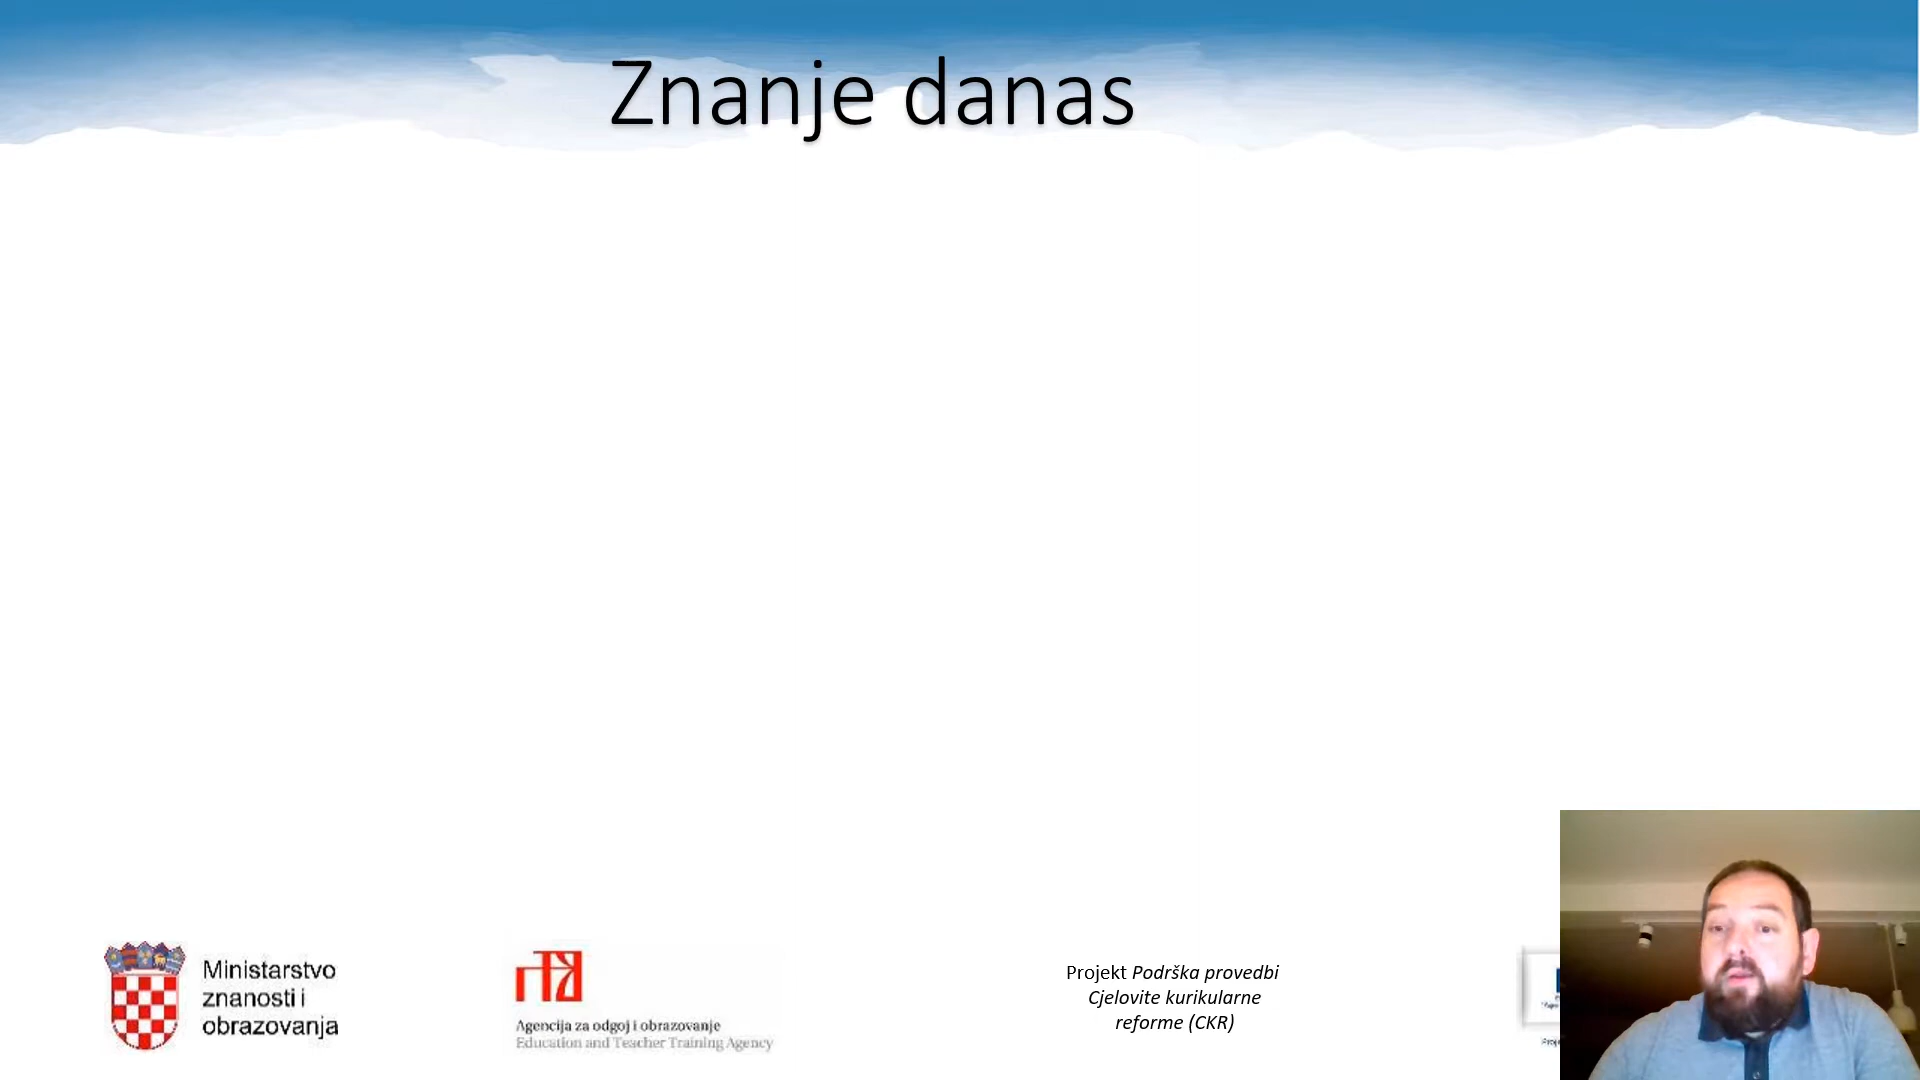 Znanje danas
Ministarstvo
znanosti i
obrazovanja
Agencija za odgoj i obrazovanje
Education and Teacher Training Agency
Projekt Podrška provedbi
Cjelovite kurikularne
reforme (CKR)